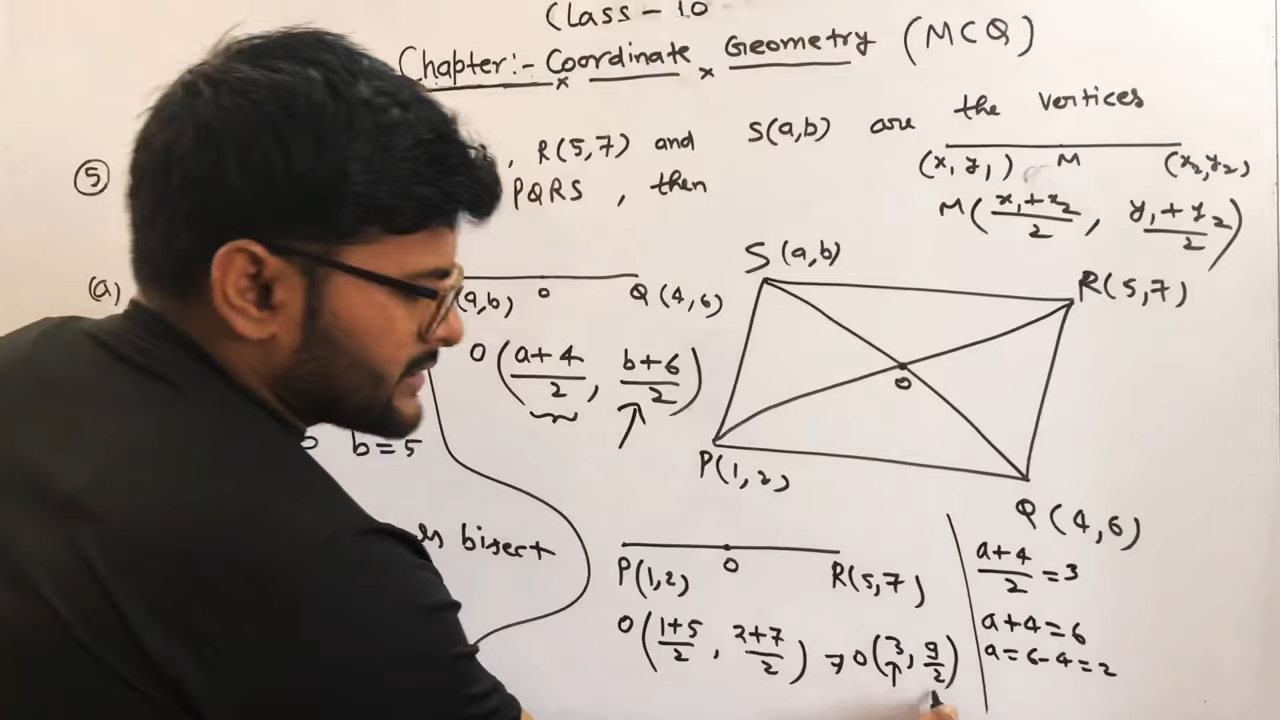 Class - 10
Chapter:- Coordinate Geometry (MCQ)
⑤ , R(5,7) and S(a,b) are the vertices
PQRS , then
(x₁ y₁) M (x₂,y₂)
M(x₁+x₂/2, y₁+y₂/2)
(a)
(a,b) O Q(4,6)
O(a+4/2, b+6/2)
b=5
bisect
S(a,b)
R(5,7)
O
P(1,2)
Q(4,6)
P(1,2) O R(5,7)
O(1+5/2, 2+7/2) ⇒ O(3, 9/2)
a+4/2 = 3
a+4=6
a=6-4=2